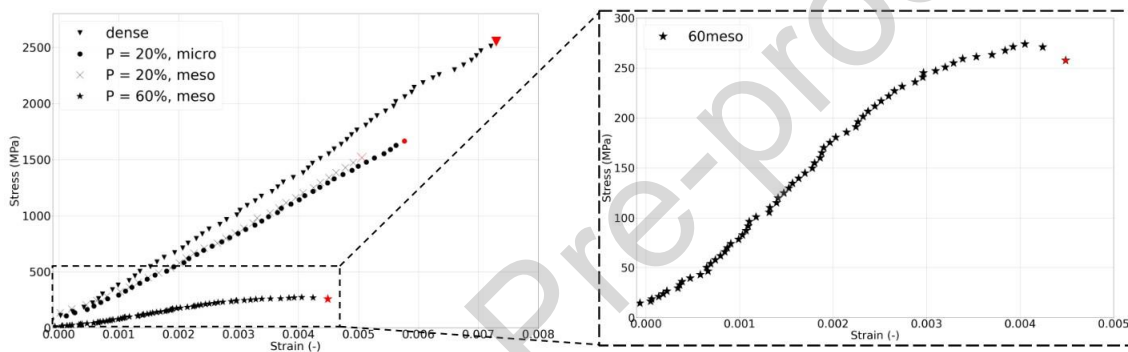 dense
P = 20%, micro
P = 20%, meso
P = 60%, meso
2500
2000
1500
1000
500
0
Stress (MPa)
0.000 0.001 0.002 0.003 0.004 0.005 0.006 0.007 0.008
Strain (-)
60meso
300
250
200
150
100
50
0
Stress (MPa)
0.000 0.001 0.002 0.003 0.004 0.005
Strain (-)
Pre-proo